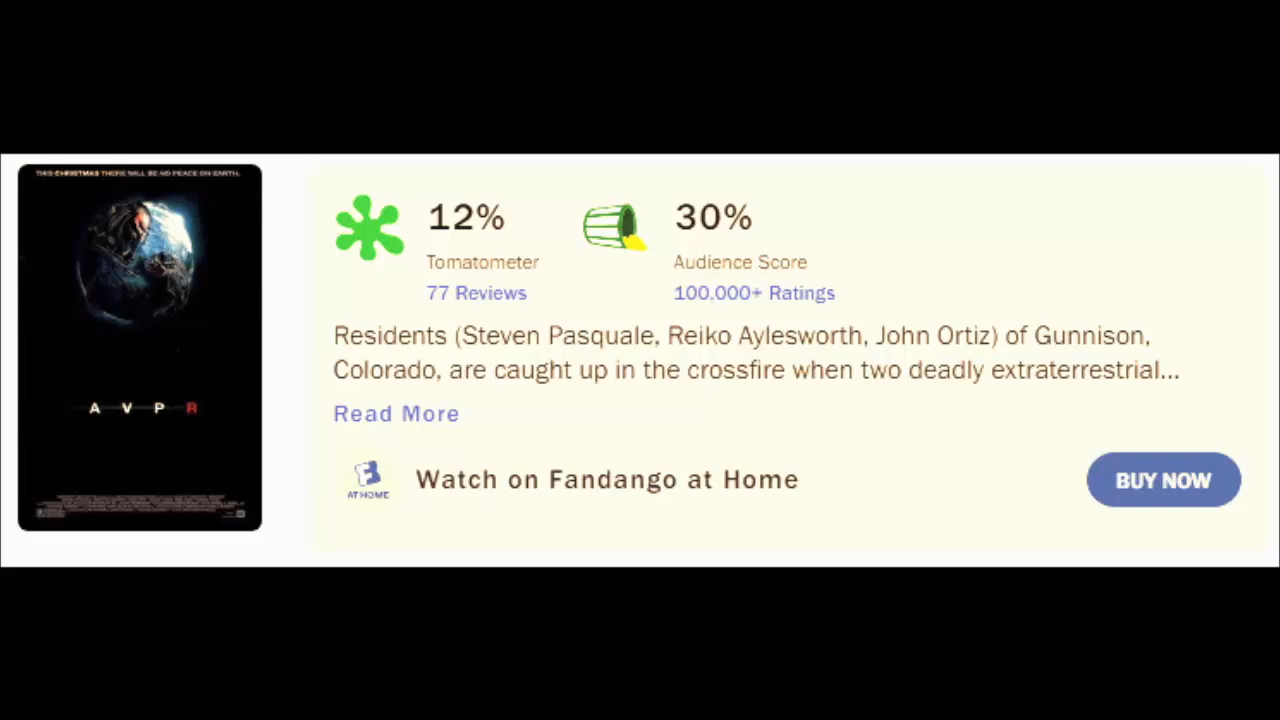 THIS CHRISTMAS THERE WILL BE NO PEACE ON EARTH.
A V P R
12%
Tomatometer
77 Reviews
30%
Audience Score
100.000+ Ratings
Residents (Steven Pasquale, Reiko Aylesworth, John Ortiz) of Gunnison,
Colorado, are caught up in the crossfire when two deadly extraterrestrial...
Read More
F
AT HOME
Watch on Fandango at Home
BUY NOW